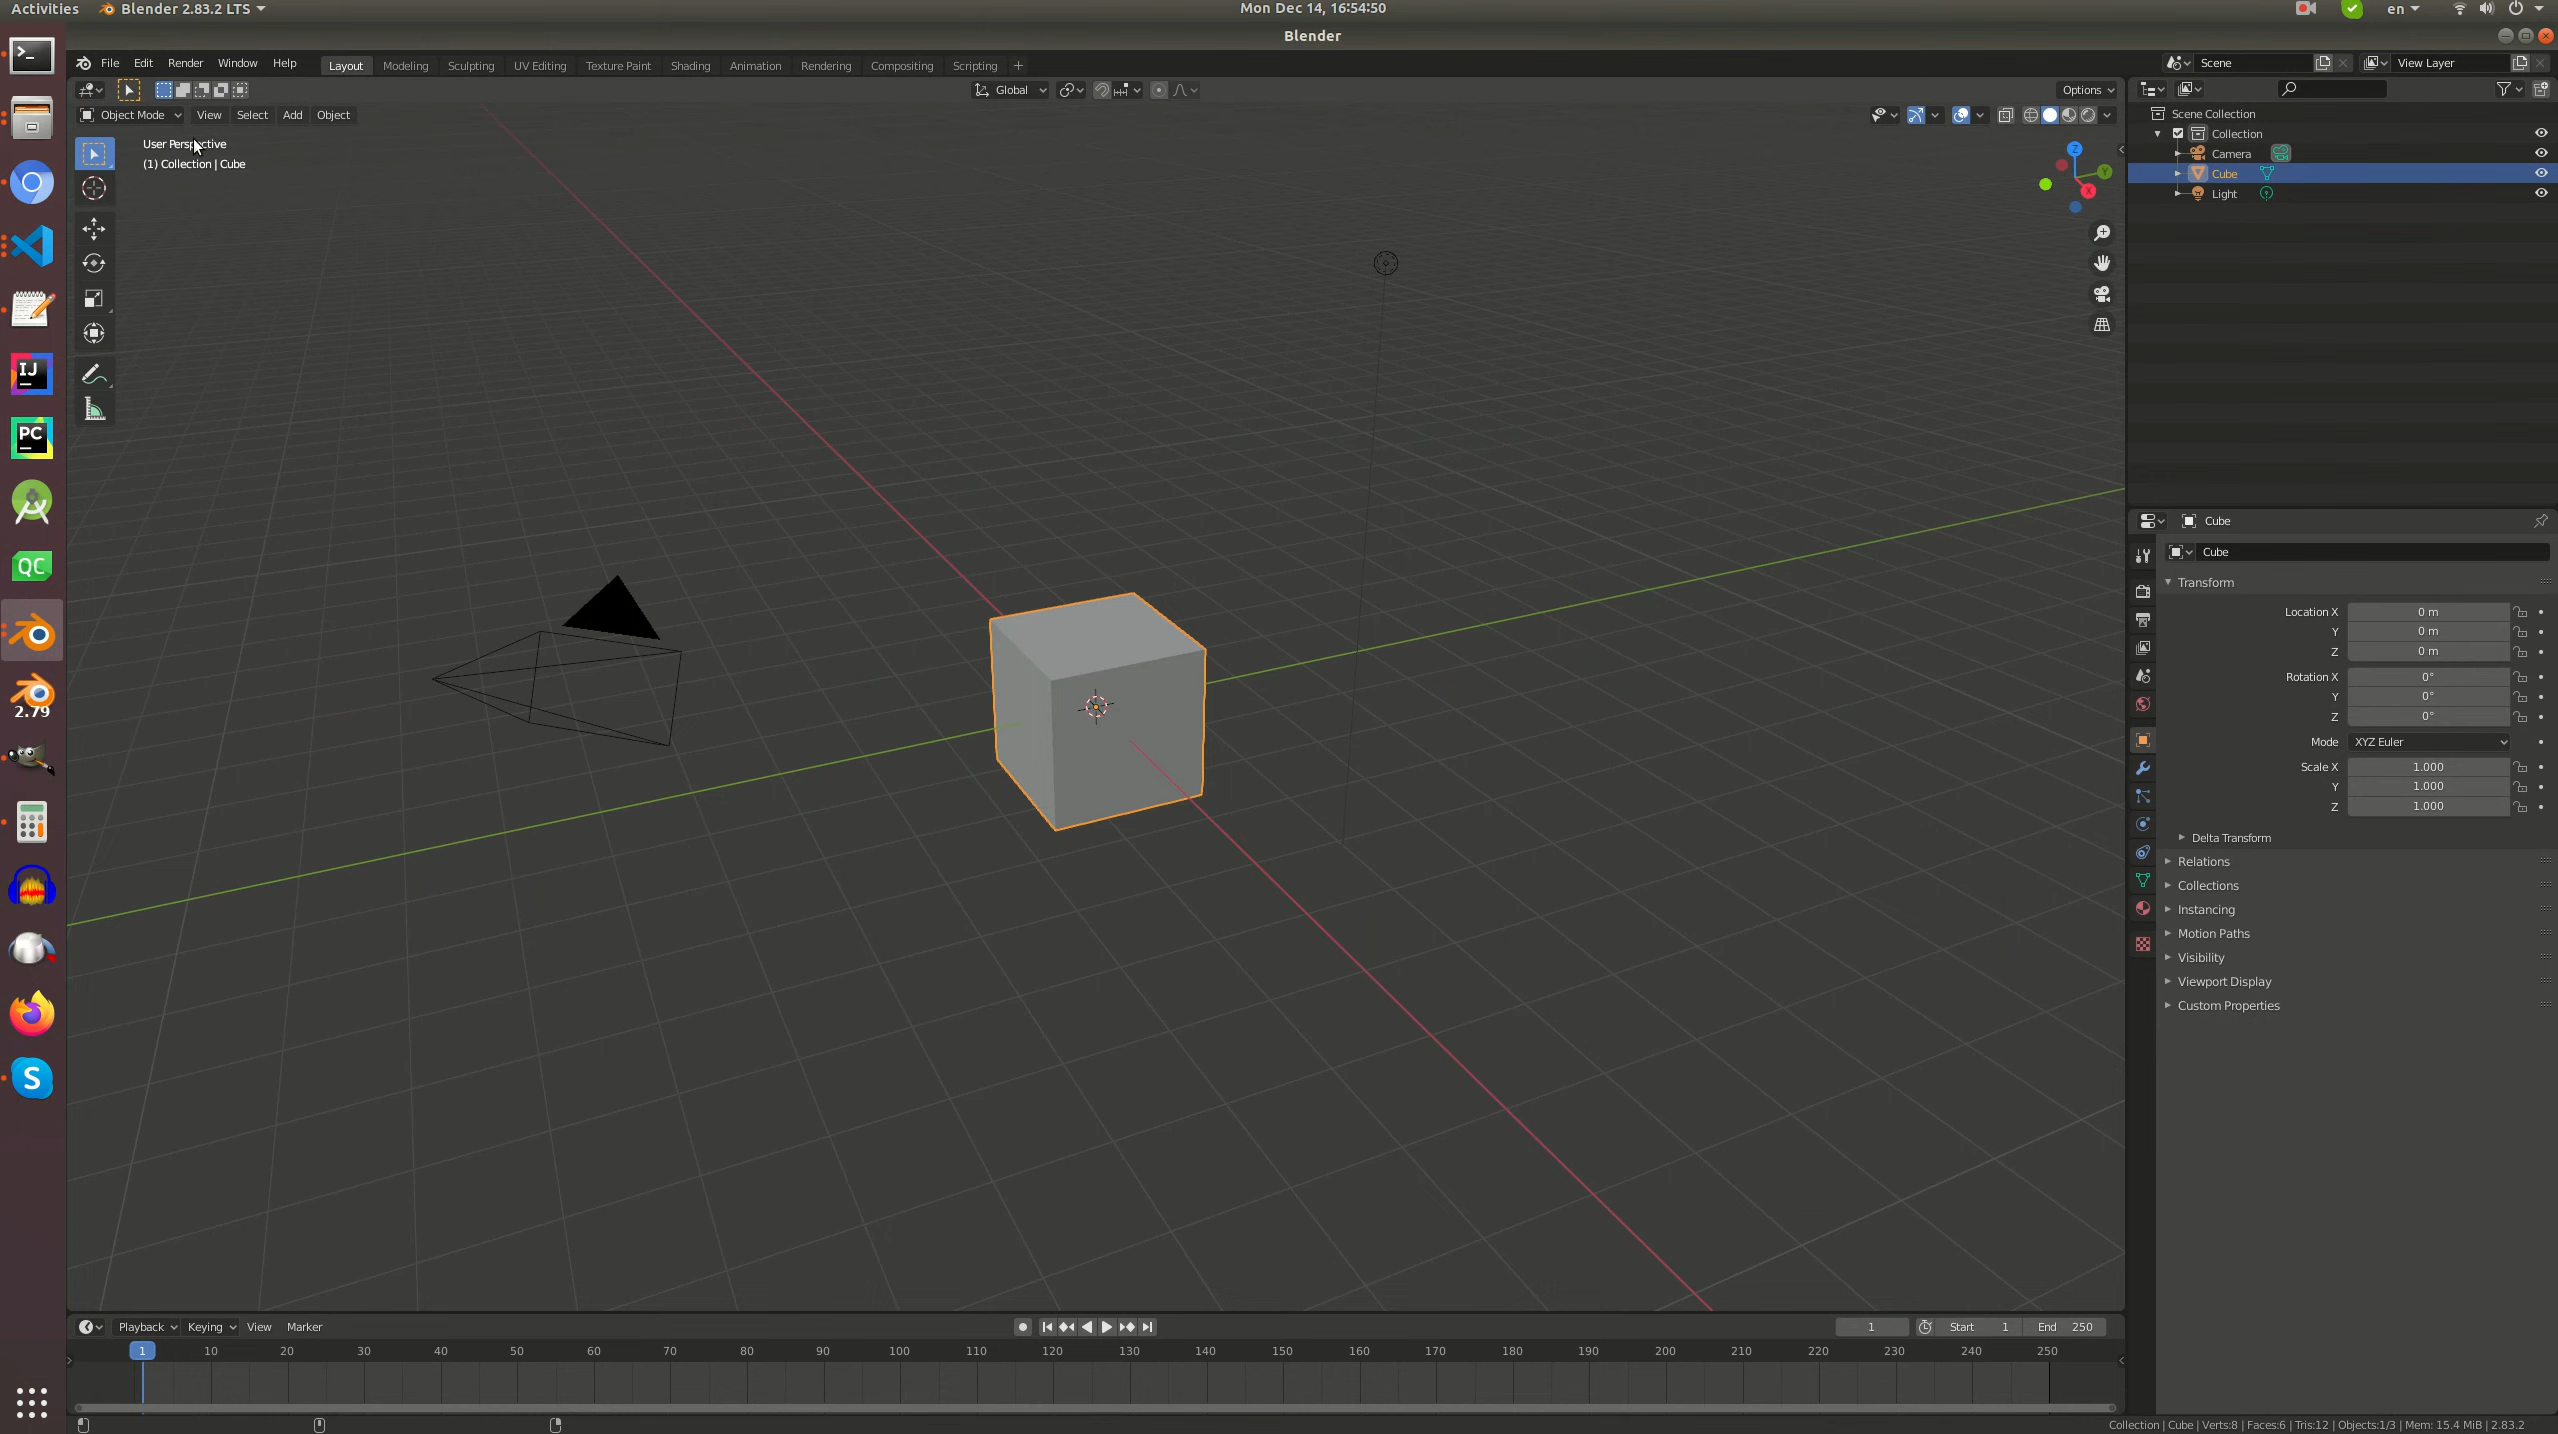 Activities Blender 2.83.2 LTS Mon Dec 14, 16:54:50 en
Blender
File Edit Render Window Help Layout Modeling Sculpting UV Editing Texture Paint Shading Animation Rendering Compositing Scripting + Scene View Layer
Global Options
Object Mode View Select Add Object
User Perspective
(1) Collection | Cube
Z
Y
X
Scene Collection
Collection
Camera
Cube
Light
IJ
PC
QC
2.79
S
Cube
Cube
Transform
Location X 0 m
Y 0 m
Z 0 m
Rotation X 0°
Y 0°
Z 0°
Mode XYZ Euler
Scale X 1.000
Y 1.000
Z 1.000
Delta Transform
Relations
Collections
Instancing
Motion Paths
Visibility
Viewport Display
Custom Properties
Playback Keying View Marker 1 Start 1 End 250
1 10 20 30 40 50 60 70 80 90 100 110 120 130 140 150 160 170 180 190 200 210 220 230 240 250
Collection | Cube | Verts:8 | Faces:6 | Tris:12 | Objects:1/3 | Mem: 15.4 MiB | 2.83.2